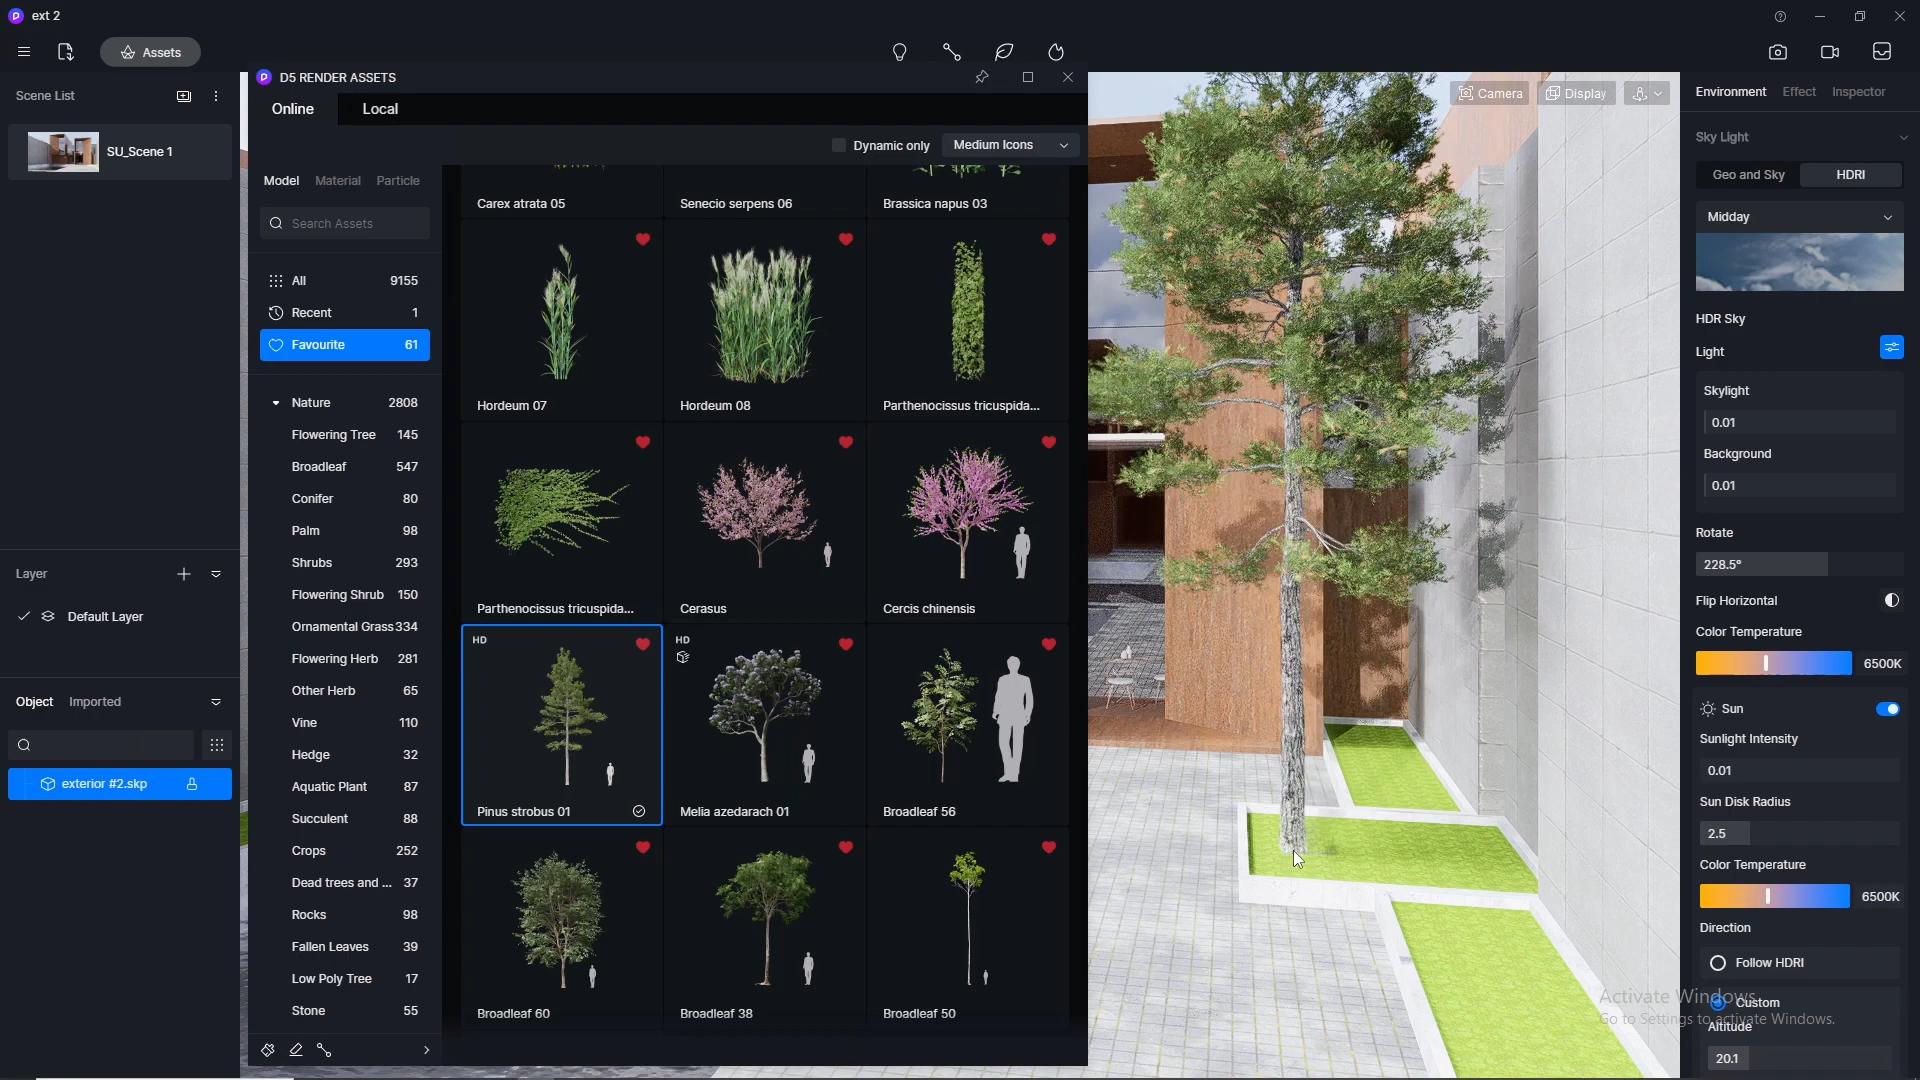 ext 2
Assets
Scene List
SU_Scene 1
Layer
Default Layer
Object
Imported
exterior #2.skp
D5 RENDER ASSETS
Online
Local
Dynamic only
Medium Icons
Model
Material
Particle
Search Assets
All 9155
Recent 1
Favourite 61
Nature 2808
Flowering Tree 145
Broadleaf 547
Conifer 80
Palm 98
Shrubs 293
Flowering Shrub 150
Ornamental Grass 334
Flowering Herb 281
Other Herb 65
Vine 110
Hedge 32
Aquatic Plant 87
Succulent 88
Crops 252
Dead trees and ... 37
Rocks 98
Fallen Leaves 39
Low Poly Tree 17
Stone 55
Carex atrata 05
Senecio serpens 06
Brassica napus 03
Hordeum 07
Hordeum 08
Parthenocissus tricuspida...
Parthenocissus tricuspida...
Cerasus
Cercis chinensis
HD
Pinus strobus 01
HD
Melia azedarach 01
Broadleaf 56
Broadleaf 60
Broadleaf 38
Broadleaf 50
Camera
Display
Environment
Effect
Inspector
Sky Light
Geo and Sky
HDRI
Midday
HDR Sky
Light
Skylight
0.01
Background
0.01
Rotate
228.5°
Flip Horizontal
Color Temperature
6500K
Sun
Sunlight Intensity
0.01
Sun Disk Radius
2.5
Color Temperature
6500K
Direction
Follow HDRI
Custom
Altitude
20.1
Activate Windows
Go to Settings to activate Windows.